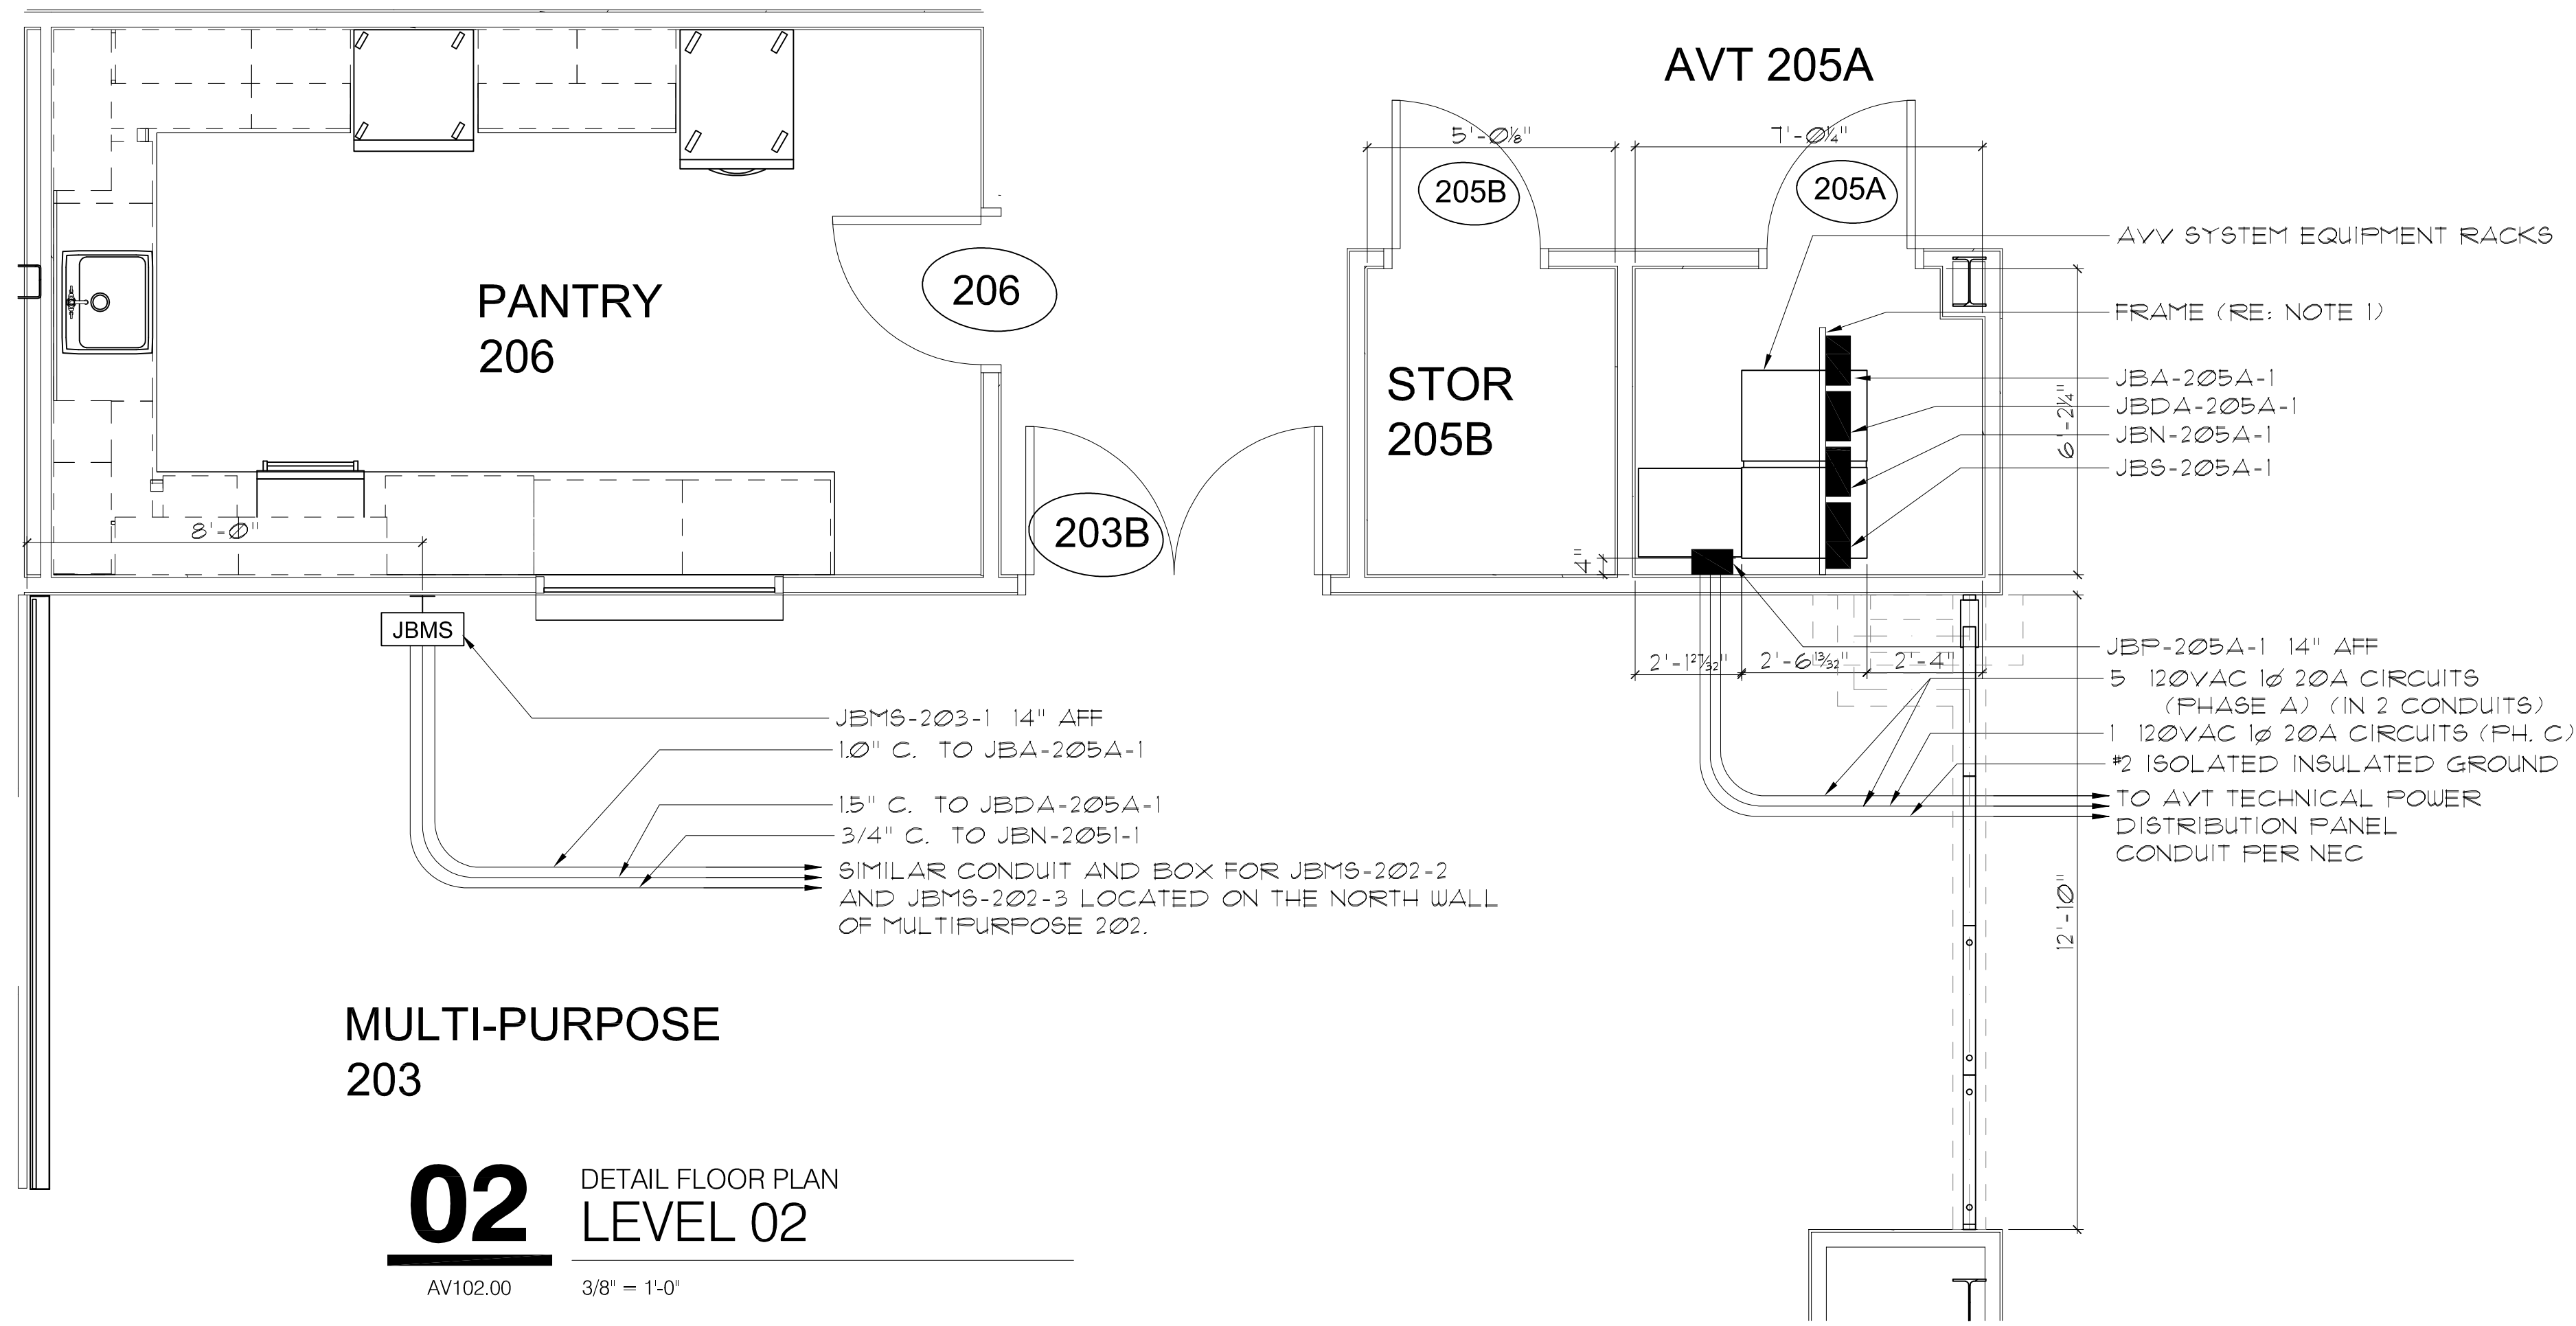 AVT 205A
5'-0⅛"
7'-0¼"
205B
205A
AVV SYSTEM EQUIPMENT RACKS
206
PANTRY
206
FRAME (RE: NOTE 1)
STOR
205B
JBA-205A-1
JBDA-205A-1
JBN-205A-1
JBS-205A-1
6'-2¼"
8'-0"
203B
4"
JBMS
2'-1 27/32"
2'-6 13/32"
2'-4"
JBP-205A-1 14" AFF
5 120VAC 1ø 20A CIRCUITS
(PHASE A) (IN 2 CONDUITS)
1 120VAC 1ø 20A CIRCUITS (PH. C)
#2 ISOLATED INSULATED GROUND
TO AVT TECHNICAL POWER
DISTRIBUTION PANEL
CONDUIT PER NEC
JBMS-203-1 14" AFF
1.0" C. TO JBA-205A-1
1.5" C. TO JBDA-205A-1
3/4" C. TO JBN-2051-1
SIMILAR CONDUIT AND BOX FOR JBMS-202-2
AND JBMS-202-3 LOCATED ON THE NORTH WALL
OF MULTIPURPOSE 202.
12'-10"
MULTI-PURPOSE
203
02
DETAIL FLOOR PLAN
LEVEL 02
AV102.00
3/8" = 1'-0"